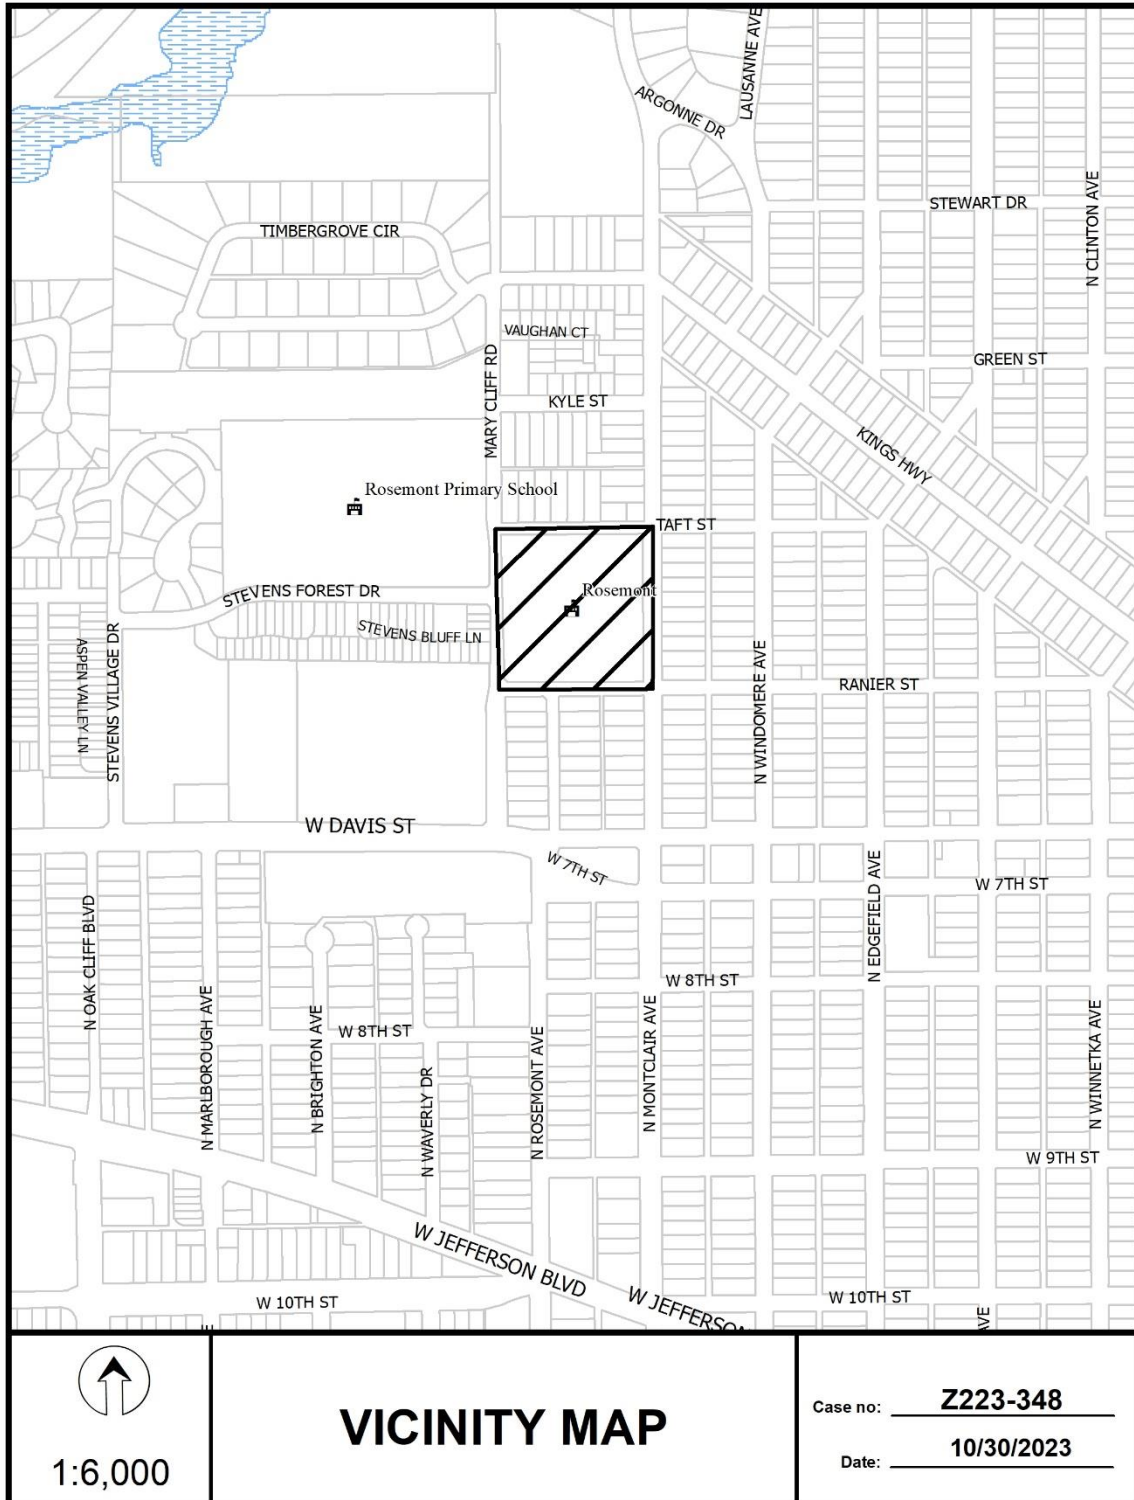 LAUSANNE AVE
ARGONNE DR
N CLINTON AVE
STEWART DR
TIMBERGROVE CIR
VAUGHAN CT
MARY CLIFF RD
GREEN ST
KYLE ST
KINGS HWY
Rosemont Primary School
TAFT ST
STEVENS FOREST DR
Rosemont
STEVENS BLUFF LN
ASPEN VALLEY LN
STEVENS VILLAGE DR
N WINDOMERE AVE
RANIER ST
W DAVIS ST
W 7TH ST
W 7TH ST
N OAK CLIFF BLVD
N EDGEFIELD AVE
W 8TH ST
N MARLBOROUGH AVE
N BRIGHTON AVE
W 8TH ST
N WAVERLY DR
N ROSEMONT AVE
N MONTCLAIR AVE
N WINNETKA AVE
W 9TH ST
W JEFFERSON BLVD
W JEFFERSON
W 10TH ST
W 10TH ST
E
AVE
1:6,000
VICINITY MAP
Case no: Z223-348
Date: 10/30/2023